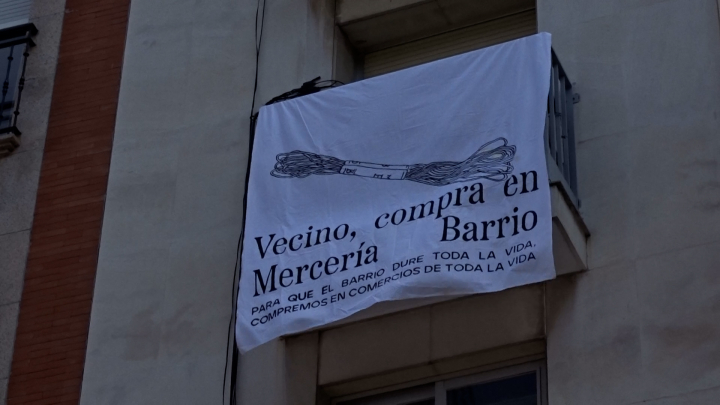 Vecino, compra en
Mercería Barrio
PARA QUE EL BARRIO DURE TODA LA VIDA,
COMPREMOS EN COMERCIOS DE TODA LA VIDA